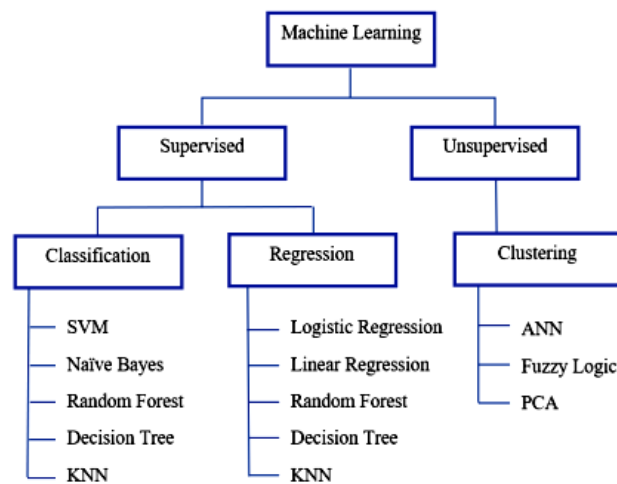 Machine Learning
Supervised
Unsupervised
Classification
Regression
Clustering
SVM
Naïve Bayes
Random Forest
Decision Tree
KNN
Logistic Regression
Linear Regression
Random Forest
Decision Tree
KNN
ANN
Fuzzy Logic
PCA